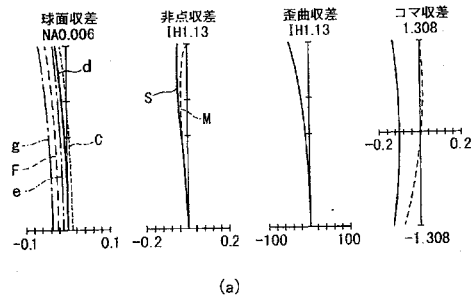 球面収差
NA0.006
d
g
F
e
C
-0.1
0.1
非点収差
IH1.13
S
M
-0.2
0.2
歪曲収差
IH1.13
-100
100
コマ収差
1.308
-0.2
0.2
-1.308
(a)